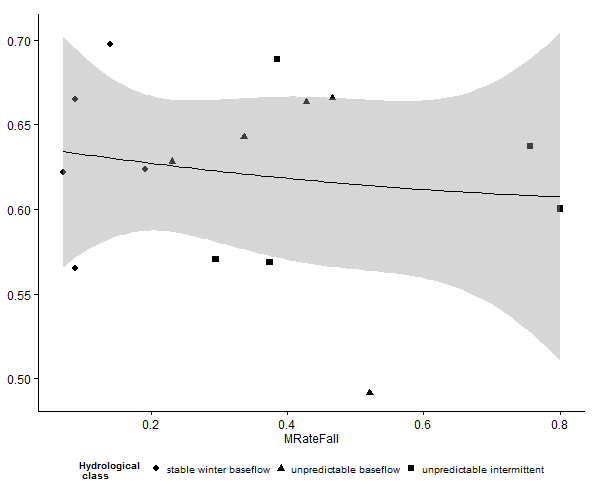 0.70
0.65
0.60
0.55
0.50
0.2 0.4 0.6 0.8
MRateFall
Hydrological
class
stable winter baseflow unpredictable baseflow unpredictable intermittent